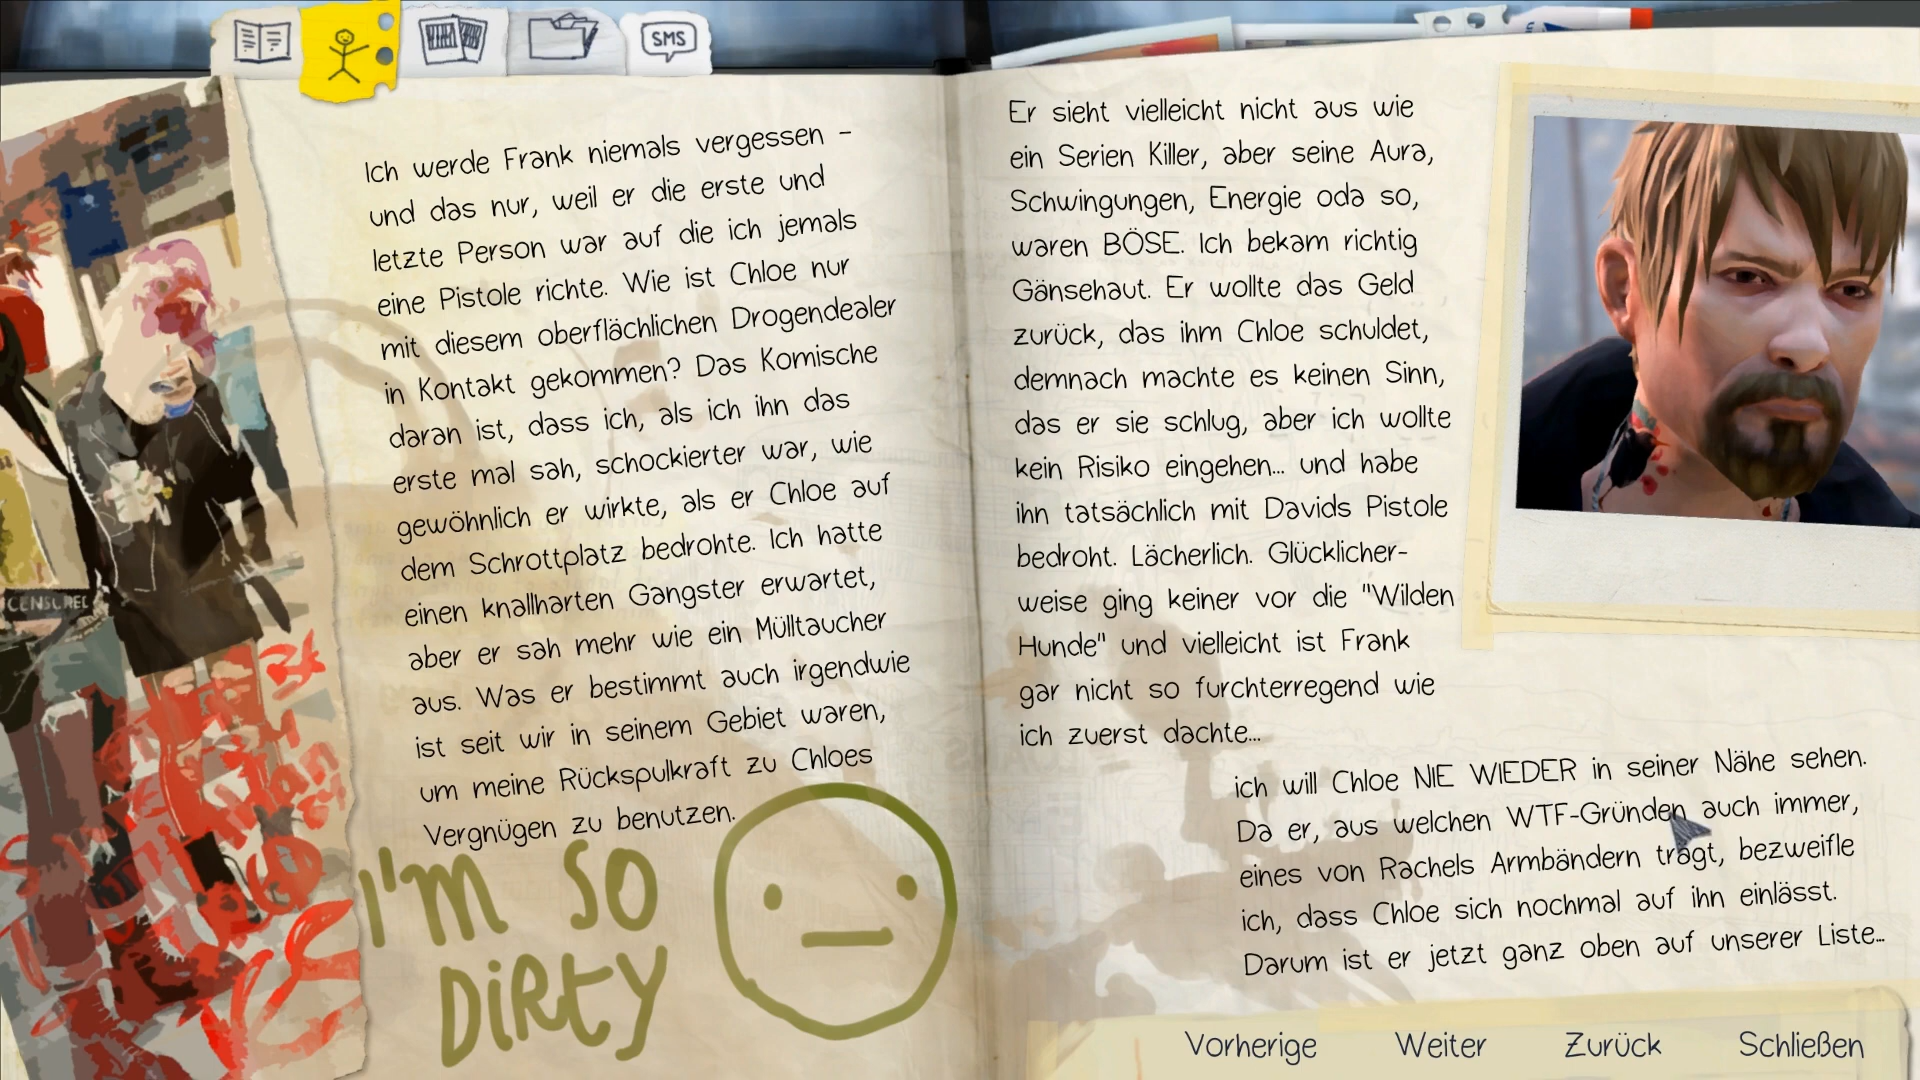 SMS
Ich werde Frank niemals vergessen -
und das nur, weil er die erste und
letzte Person war auf die ich jemals
eine Pistole richte. Wie ist Chloe nur
mit diesem oberflächlichen Drogendealer
in Kontakt gekommen? Das Komische
daran ist, dass ich, als ich ihn das
erste mal sah, schockierter war, wie
gewöhnlich er wirkte, als er Chloe auf
dem Schrottplatz bedrohte. Ich hatte
einen knallharten Gangster erwartet,
aber er sah mehr wie ein Mülltaucher
aus. Was er bestimmt auch irgendwie
ist seit wir in seinem Gebiet waren,
um meine Rückspulkraft zu Chloes
Vergnügen zu benutzen.
I'm SO
DiRtY
Er sieht vielleicht nicht aus wie
ein Serien Killer, aber seine Aura,
Schwingungen, Energie oda so,
waren BÖSE. Ich bekam richtig
Gänsehaut. Er wollte das Geld
zurück, das ihm Chloe schuldet,
demnach machte es keinen Sinn,
das er sie schlug, aber ich wollte
kein Risiko eingehen... und habe
ihn tatsächlich mit Davids Pistole
bedroht. Lächerlich. Glücklicher-
weise ging keiner vor die "Wilden
Hunde" und vielleicht ist Frank
gar nicht so furchterregend wie
ich zuerst dachte...
ich will Chloe NIE WIEDER in seiner Nähe sehen.
Da er, aus welchen WTF-Gründen auch immer,
eines von Rachels Armbändern trägt, bezweifle
ich, dass Chloe sich nochmal auf ihn einlässt.
Darum ist er jetzt ganz oben auf unserer Liste...
Vorherige Weiter Zurück Schließen